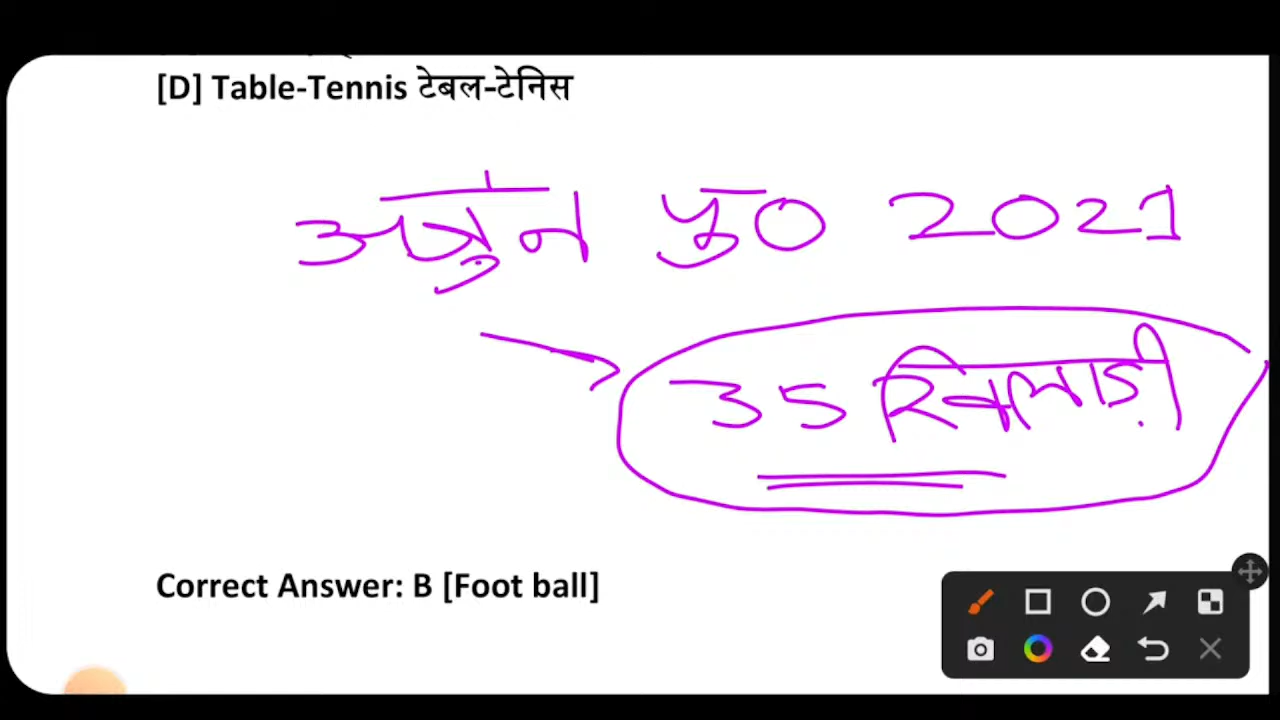 [D] Table-Tennis टेबल-टेनिस
अर्जुन पु० 2021
35 खिलाड़ी
Correct Answer: B [Foot ball]